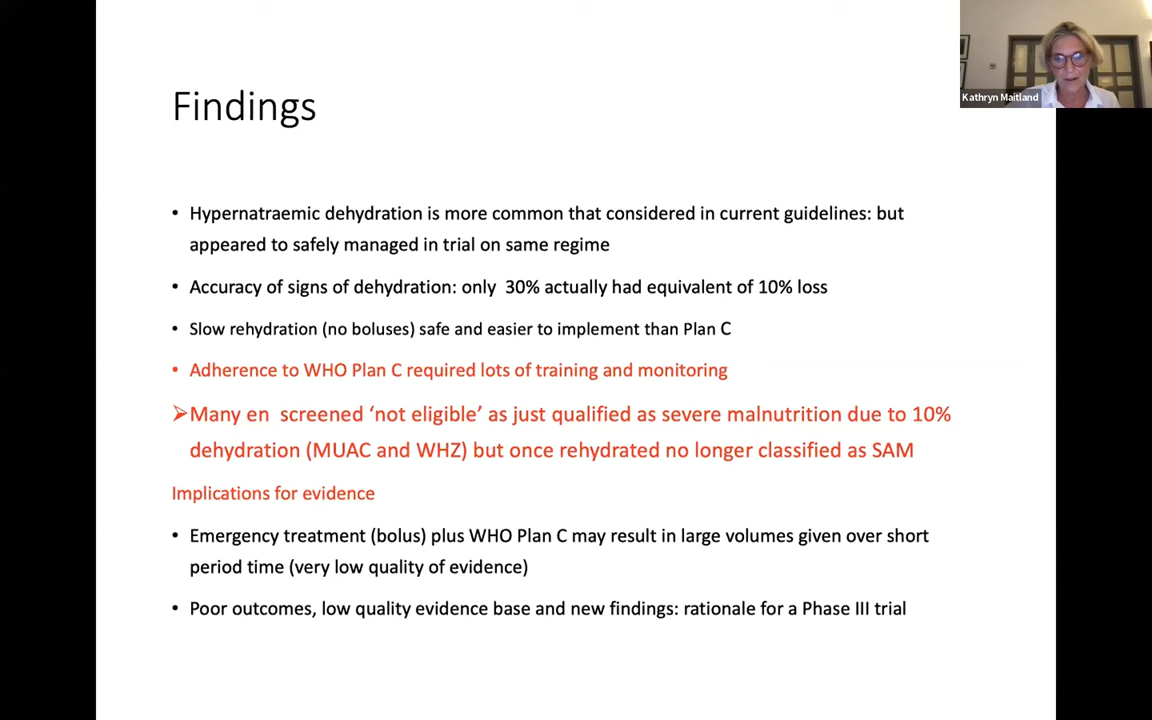 Kathryn Maitland
Findings
• Hypernatraemic dehydration is more common that considered in current guidelines: but
appeared to safely managed in trial on same regime
• Accuracy of signs of dehydration: only 30% actually had equivalent of 10% loss
• Slow rehydration (no boluses) safe and easier to implement than Plan C
• Adherence to WHO Plan C required lots of training and monitoring
➢Many en screened ‘not eligible’ as just qualified as severe malnutrition due to 10%
dehydration (MUAC and WHZ) but once rehydrated no longer classified as SAM
Implications for evidence
• Emergency treatment (bolus) plus WHO Plan C may result in large volumes given over short
period time (very low quality of evidence)
• Poor outcomes, low quality evidence base and new findings: rationale for a Phase III trial